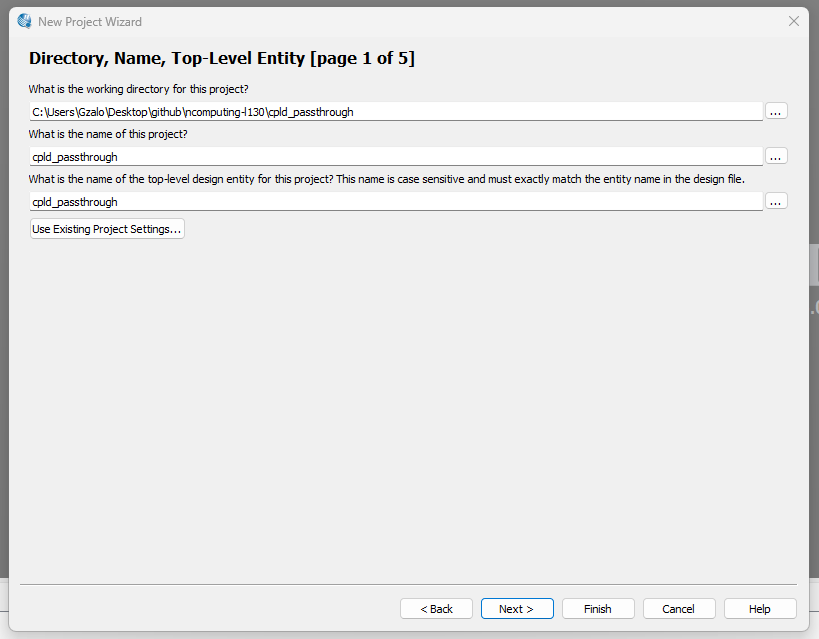 New Project Wizard
Directory, Name, Top-Level Entity [page 1 of 5]
What is the working directory for this project?
C:\Users\Gzalo\Desktop\github\ncomputing-l130\cpld_passthrough
...
What is the name of this project?
cpld_passthrough
...
What is the name of the top-level design entity for this project? This name is case sensitive and must exactly match the entity name in the design file.
cpld_passthrough
...
Use Existing Project Settings...
< Back
Next >
Finish
Cancel
Help